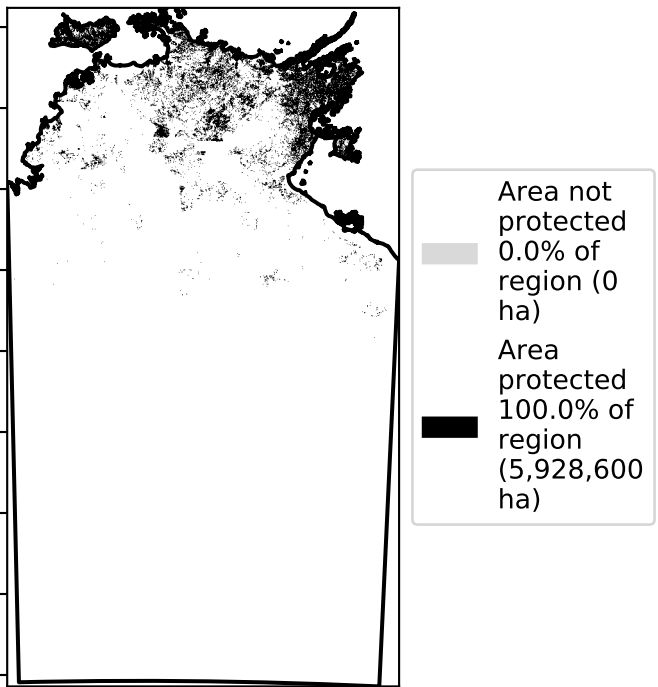 Area not
protected
0.0% of
region (0
ha)
Area
protected
100.0% of
region
(5,928,600
ha)